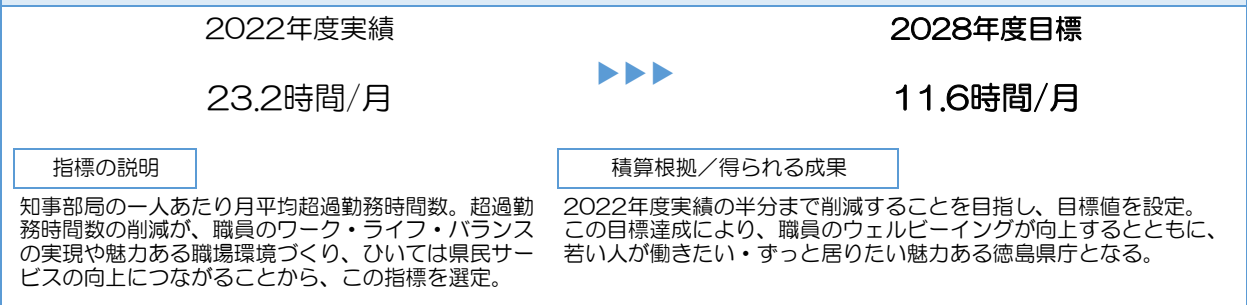 2022年度実績
2028年度目標
▶▶▶
23.2時間/月
11.6時間/月
指標の説明
知事部局の一人あたり月平均超過勤務時間数。超過勤
務時間数の削減が、職員のワーク・ライフ・バランス
の実現や魅力ある職場環境づくり、ひいては県民サー
ビスの向上につながることから、この指標を選定。
積算根拠／得られる成果
2022年度実績の半分まで削減することを目指し、目標値を設定。
この目標達成により、職員のウェルビーイングが向上するとともに、
若い人が働きたい・ずっと居りたい魅力ある徳島県庁となる。